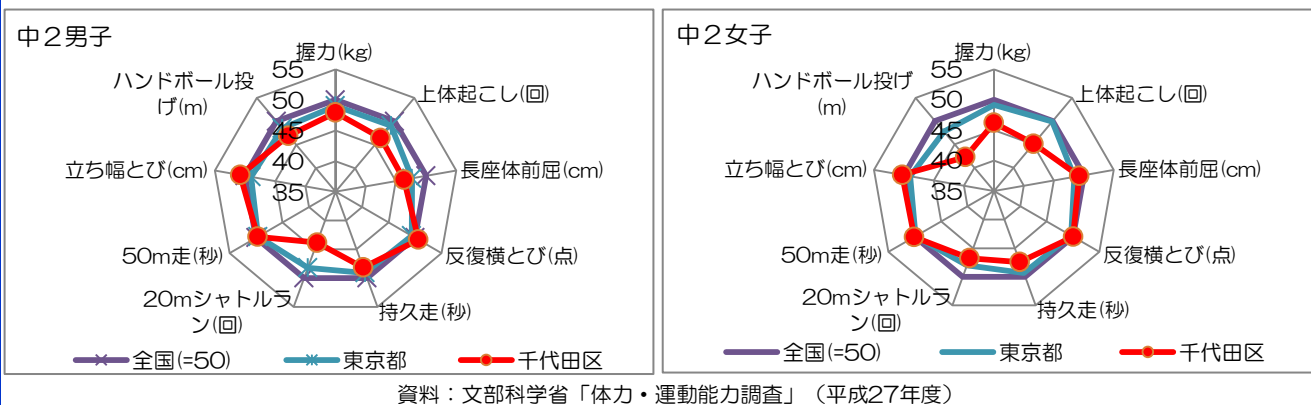 中２男子
握力(kg)
上体起こし(回)
長座体前屈(cm)
反復横とび(点)
持久走(秒)
20mシャトルラ
ン(回)
50m走(秒)
立ち幅とび(cm)
ハンドボール投
げ(m)
55
50
45
40
35
全国(=50)
東京都
千代田区
中２女子
握力(kg)
上体起こし(回)
長座体前屈(cm)
反復横とび(点)
持久走(秒)
20mシャトルラ
ン(回)
50m走(秒)
立ち幅とび(cm)
ハンドボール投げ
(m)
55
50
45
40
35
全国(=50)
東京都
千代田区
資料：文部科学省「体力・運動能力調査」（平成27年度）